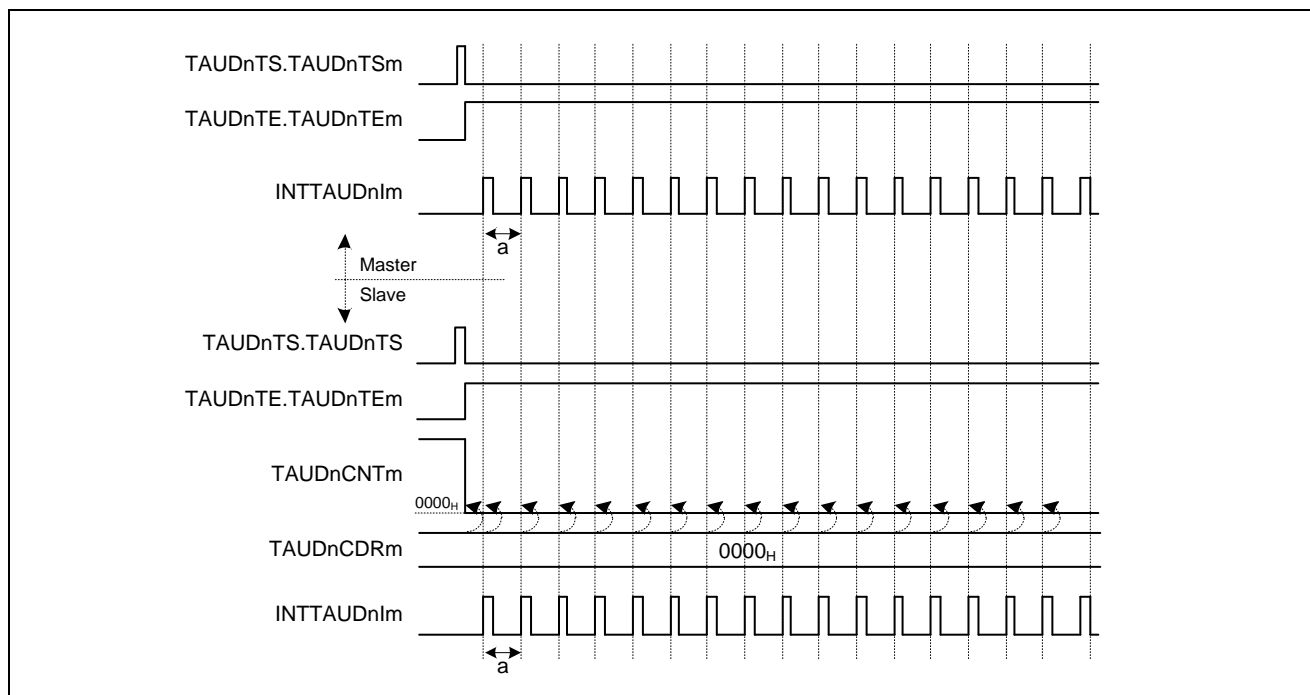 TAUDnTS.TAUDnTSm
TAUDnTE.TAUDnTEm
INTTAUDnIm
a
Master
Slave
TAUDnTS.TAUDnTS
TAUDnTE.TAUDnTEm
TAUDnCNTm
0000H
TAUDnCDRm
0000H
INTTAUDnIm
a